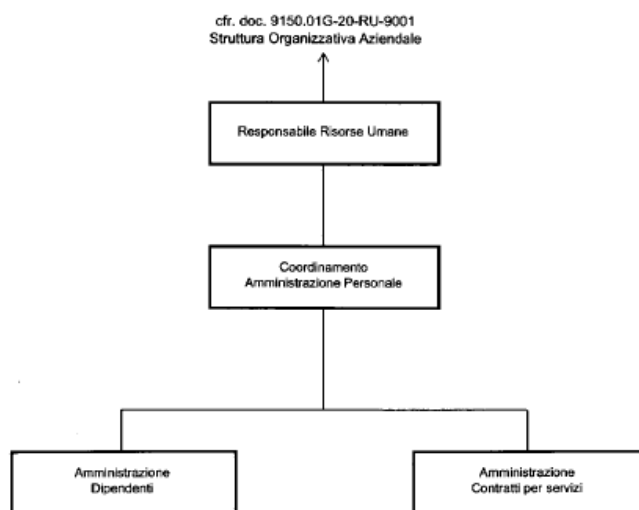 cfr. doc. 9150.01G-20-RU-9001
Struttura Organizzativa Aziendale
Responsabile Risorse Umane
Coordinamento
Amministrazione Personale
Amministrazione
Dipendenti
Amministrazione
Contratti per servizi